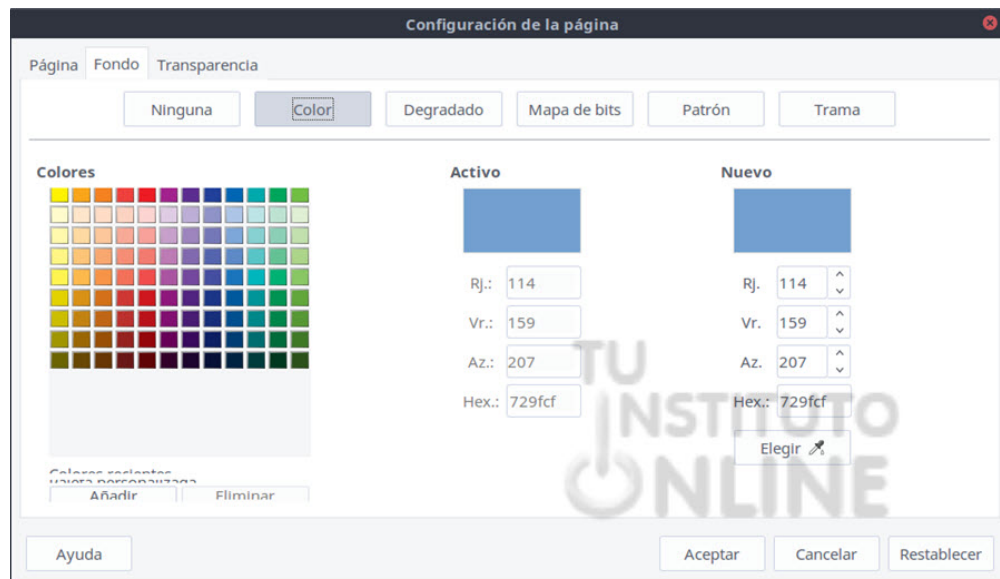 Configuración de la página
Página Fondo Transparencia
Ninguna Color Degradado Mapa de bits Patrón Trama
Colores Activo Nuevo
Rj.: 114 Rj. 114
Vr.: 159 Vr. 159
Az.: 207 Az. 207
Hex.: 729fcf Hex.: 729fcf
Elegir
TU
INSTITUTO
ONLINE
Colores recientes
personalizada
Añadir Eliminar
Ayuda Aceptar Cancelar Restablecer